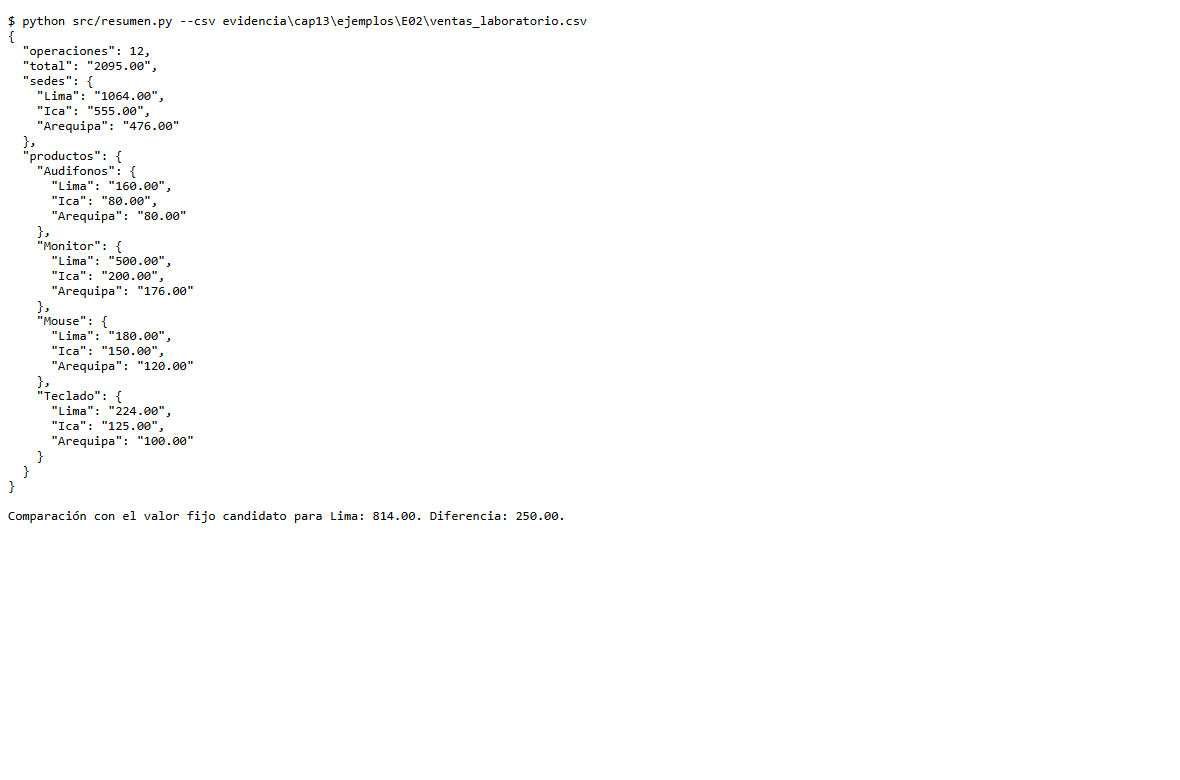 $ python src/resumen.py --csv evidencia\cap13\ejemplos\E02\ventas_laboratorio.csv
{
  "operaciones": 12,
  "total": "2095.00",
  "sedes": {
    "Lima": "1064.00",
    "Ica": "555.00",
    "Arequipa": "476.00"
  },
  "productos": {
    "Audifonos": {
      "Lima": "160.00",
      "Ica": "80.00",
      "Arequipa": "80.00"
    },
    "Monitor": {
      "Lima": "500.00",
      "Ica": "200.00",
      "Arequipa": "176.00"
    },
    "Mouse": {
      "Lima": "180.00",
      "Ica": "150.00",
      "Arequipa": "120.00"
    },
    "Teclado": {
      "Lima": "224.00",
      "Ica": "125.00",
      "Arequipa": "100.00"
    }
  }
}
Comparación con el valor fijo candidato para Lima: 814.00. Diferencia: 250.00.